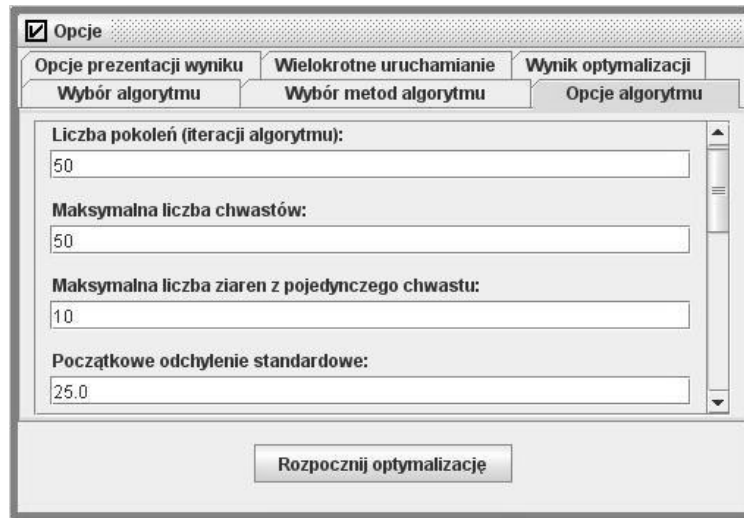 Opcje
Opcje prezentacji wyniku Wielokrotne uruchamianie Wynik optymalizacji
Wybór algorytmu Wybór metod algorytmu Opcje algorytmu
Liczba pokoleń (iteracji algorytmu):
50
Maksymalna liczba chwastów:
50
Maksymalna liczba ziaren z pojedynczego chwastu:
10
Początkowe odchylenie standardowe:
25.0
Rozpocznij optymalizację